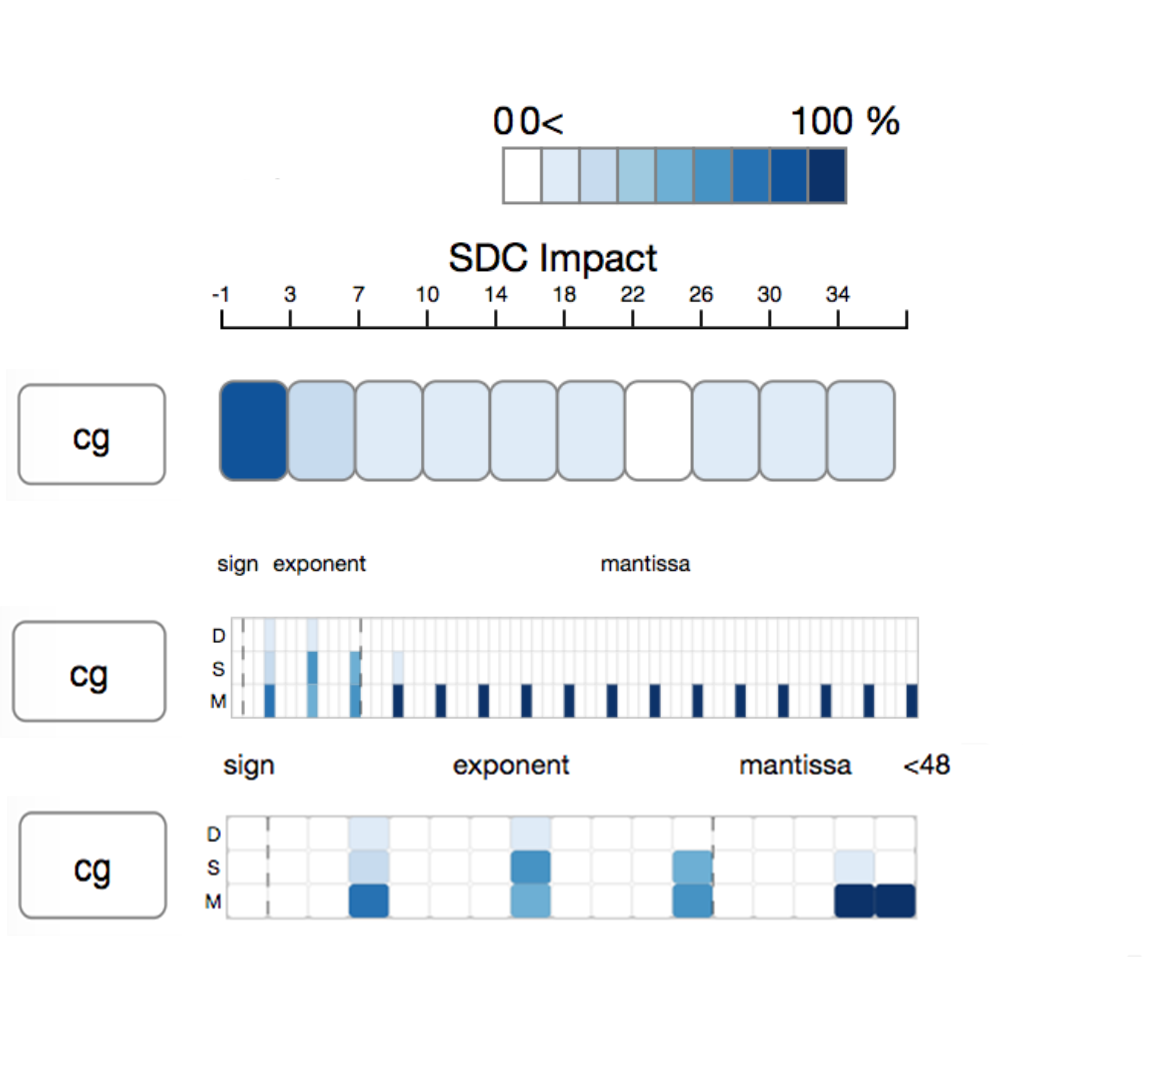 0 0< 100 %
SDC Impact
-1 3 7 10 14 18 22 26 30 34
cg
sign exponent mantissa
D
S
M
cg
sign exponent mantissa <48
D
S
M
cg